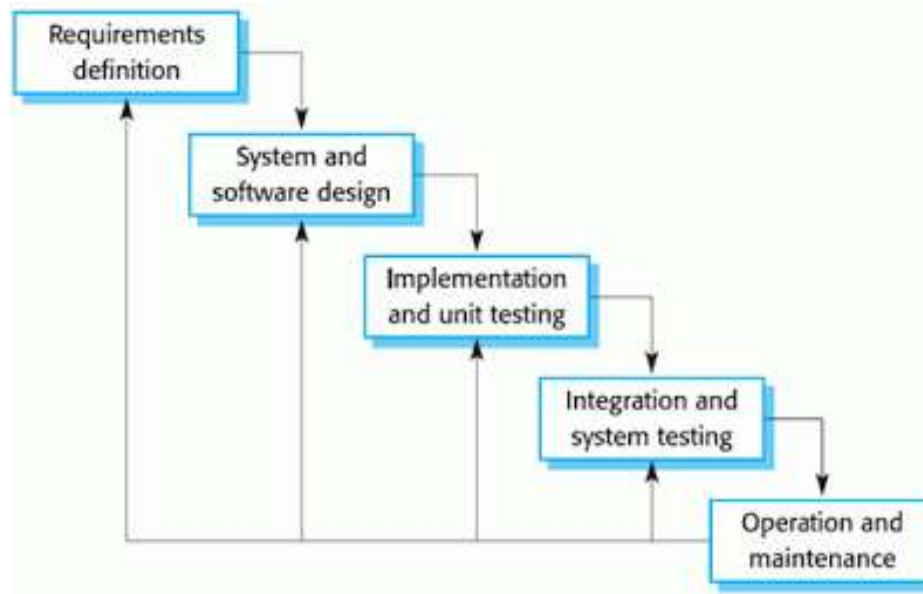 Requirements
definition
System and
software design
Implementation
and unit testing
Integration and
system testing
Operation and
maintenance